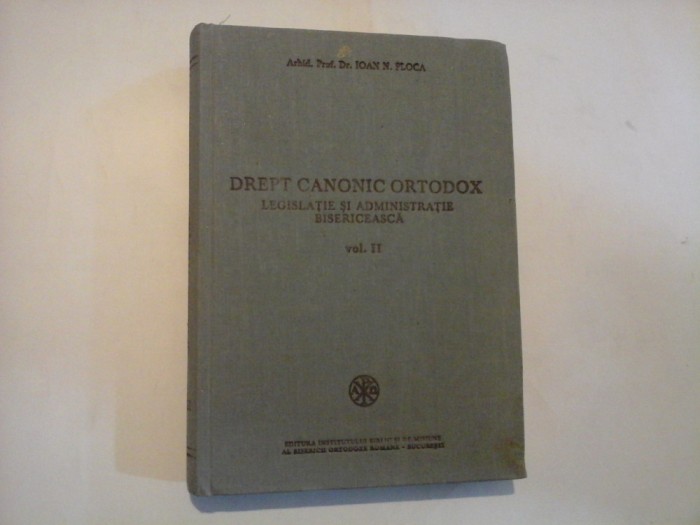 Arhid. Prof. Dr. IOAN N. FLOCA
DREPT CANONIC ORTODOX
LEGISLAȚIE ȘI ADMINISTRAȚIE
BISERICEASCĂ
vol. II
EDITURA INSTITUTULUI BIBLIC ȘI DE MISIUNE
AL BISERICII ORTODOXE ROMÂNE - BUCUREȘTI